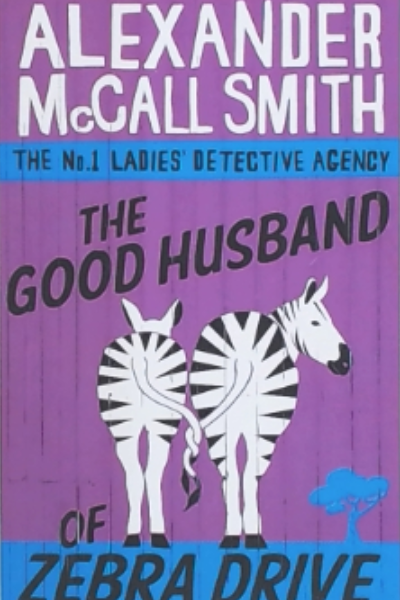 ALEXANDER
McCALL SMITH
THE No.1 LADIES' DETECTIVE AGENCY
THE
GOOD HUSBAND
OF
ZEBRA DRIVE